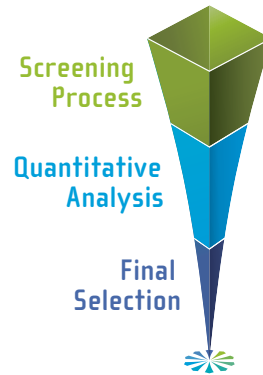 Screening
Process
Quantitative
Analysis
Final
Selection